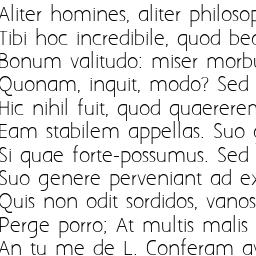 Aliter homines, aliter philosop
Tibi hoc incredibile, quod bea
Bonum valitudo: miser morbu
Quonam, inquit, modo? Sed
Hic nihil fuit, quod quaereren
Eam stabilem appellas. Suo
Si quae forte-possumus. Sed
Suo genere perveniant ad ex
Quis non odit sordidos, vanos
Perge porro; At multis malis
An tu me de L. Conferam av